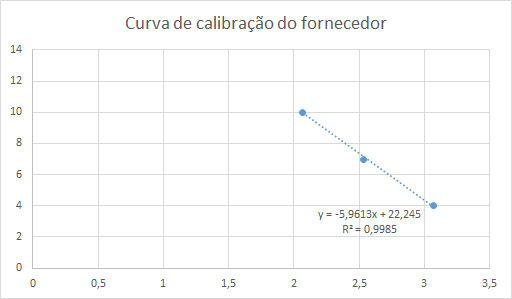 Curva de calibração do fornecedor
14
12
10
8
6
4
2
0
y = -5,9613x + 22,245
R² = 0,9985
0 0,5 1 1,5 2 2,5 3 3,5